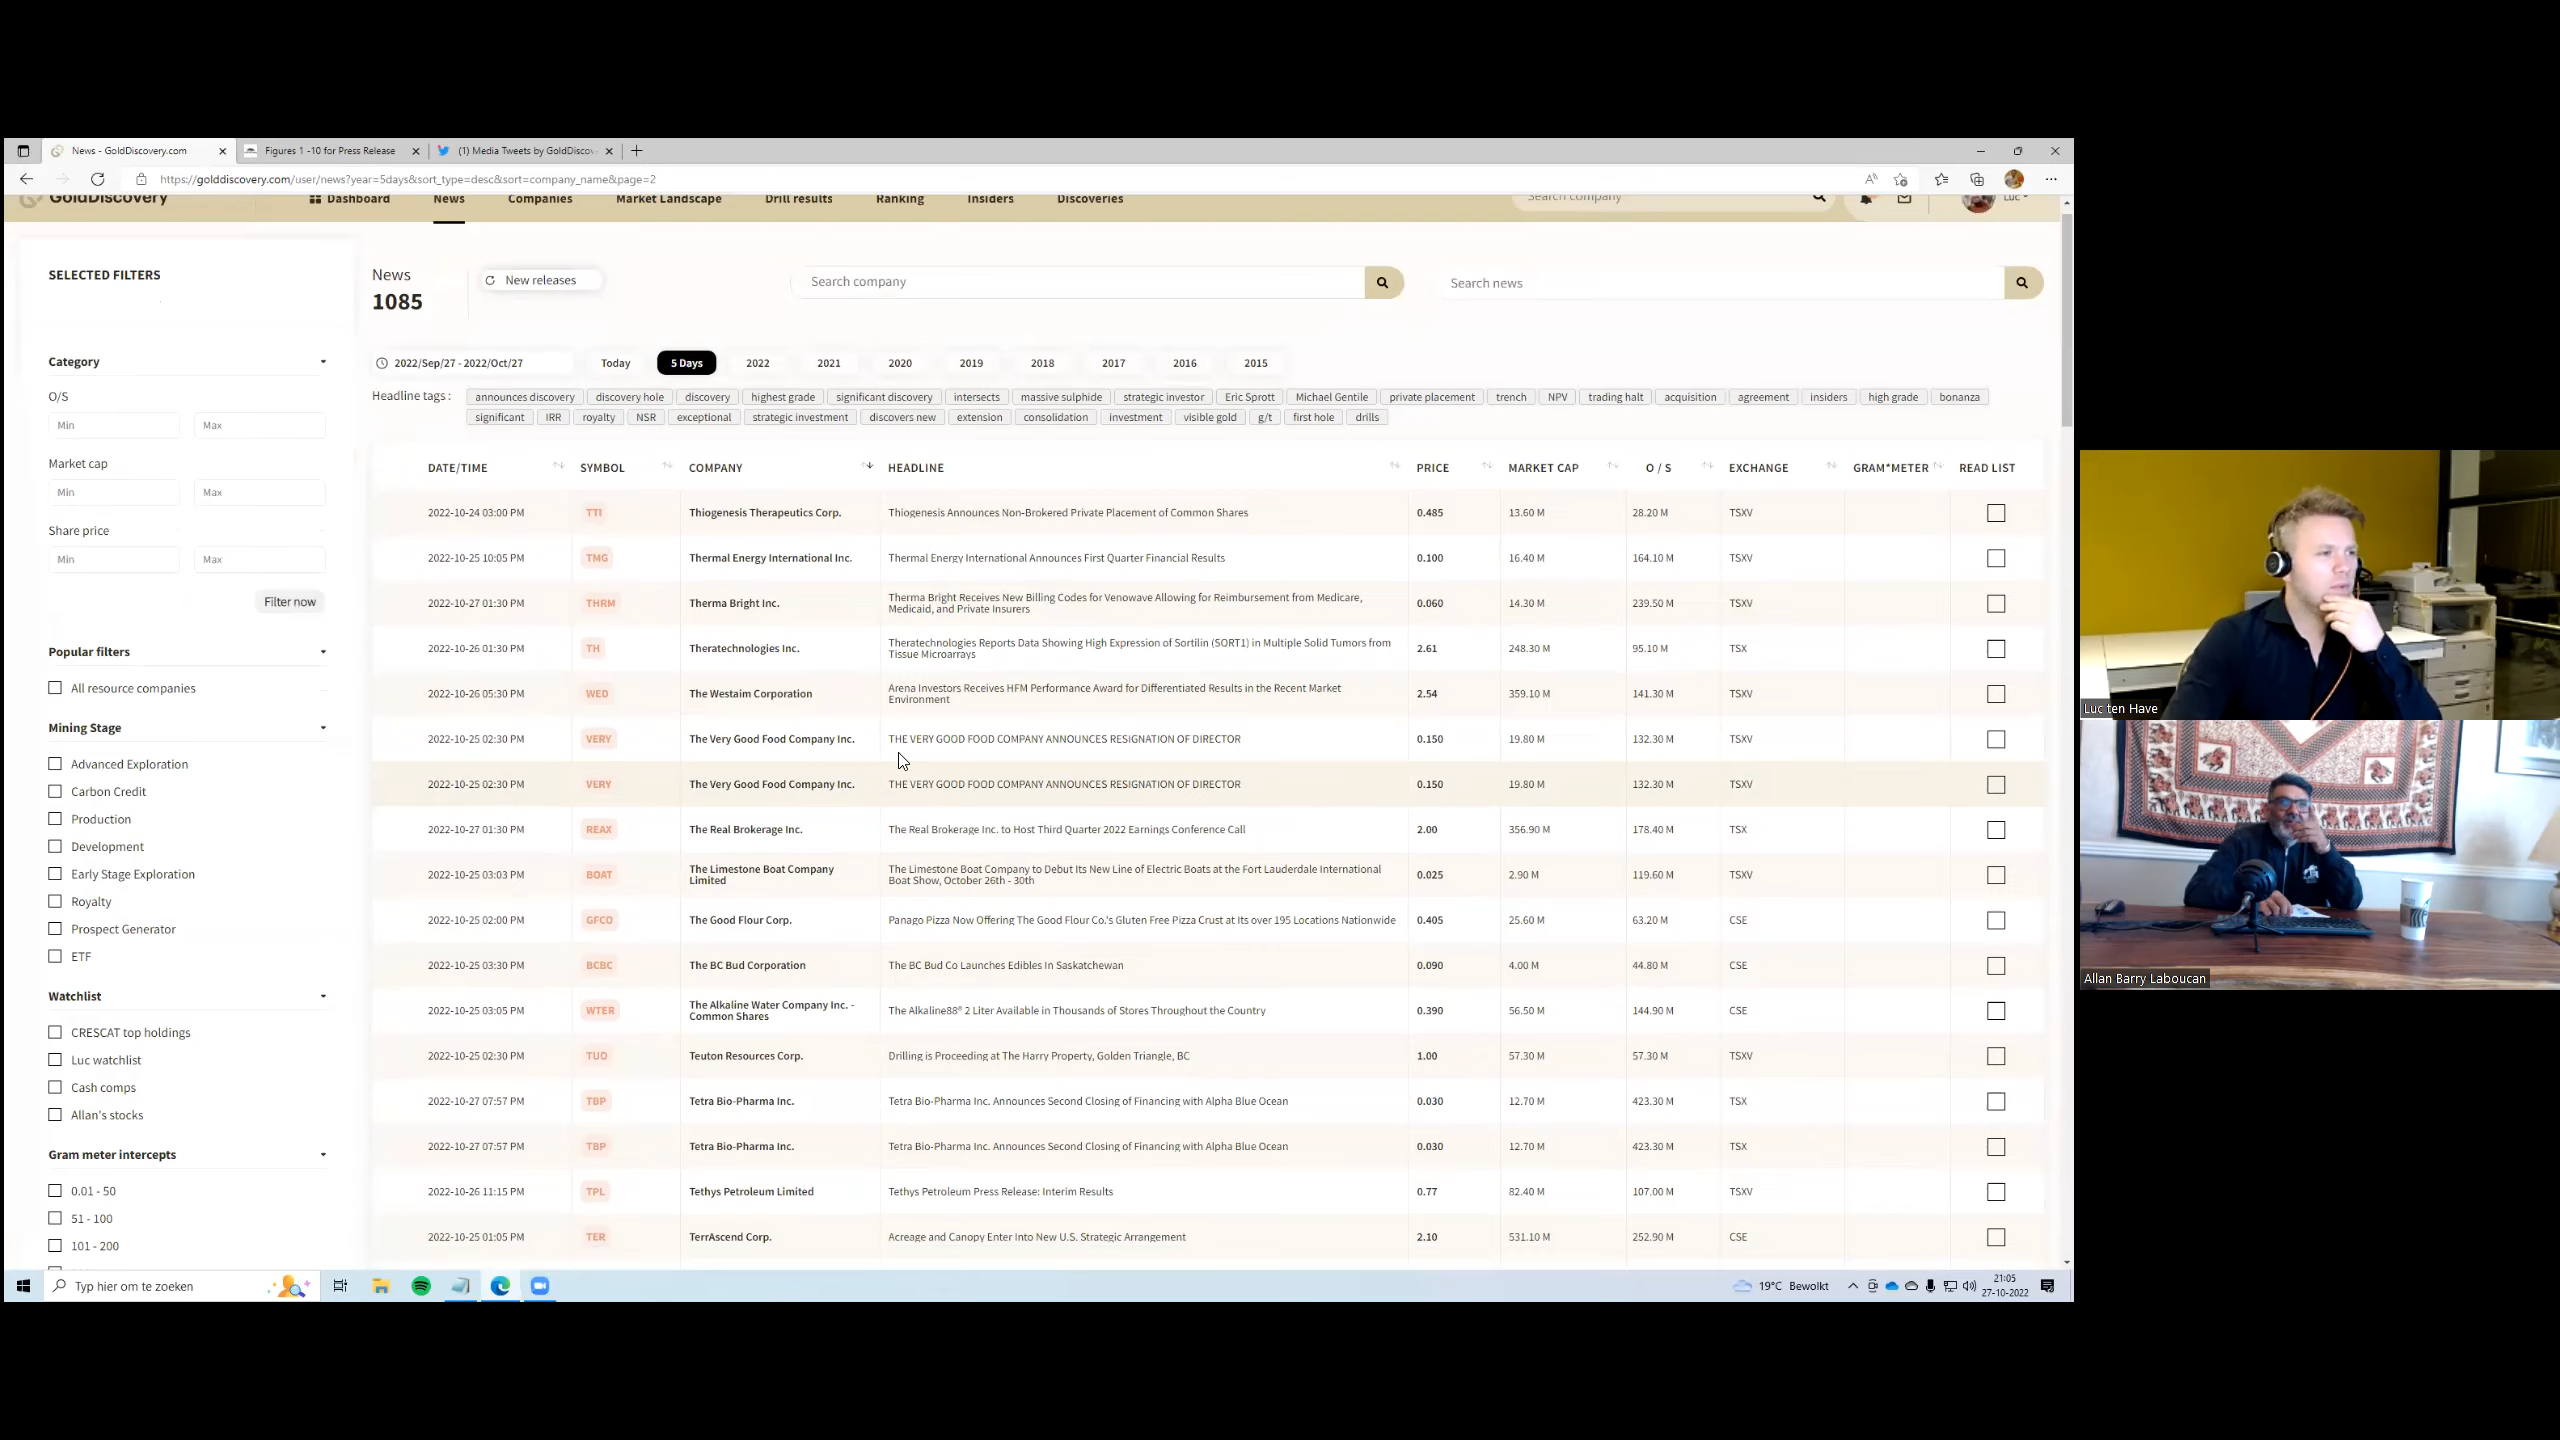 News - GoldDiscovery.com
Figures 1 -10 for Press Release
(1) Media Tweets by GoldDiscov
https://golddiscovery.com/user/news?year=5days&sort_type=desc&sort=company_name&page=2
GoldDiscovery Dashboard News Companies Market Landscape Drill results Ranking Insiders Discoveries Search company Luc
SELECTED FILTERS
News
1085
New releases
Search company
Search news
Category
O/S
Min Max
Market cap
Min Max
Share price
Min Max
Filter now
Popular filters
All resource companies
Mining Stage
Advanced Exploration
Carbon Credit
Production
Development
Early Stage Exploration
Royalty
Prospect Generator
ETF
Watchlist
CRESCAT top holdings
Luc watchlist
Cash comps
Allan's stocks
Gram meter intercepts
0.01 - 50
51 - 100
101 - 200
2022/Sep/27 - 2022/Oct/27 Today 5 Days 2022 2021 2020 2019 2018 2017 2016 2015
Headline tags : announces discovery discovery hole discovery highest grade significant discovery intersects massive sulphide strategic investor Eric Sprott Michael Gentile private placement trench NPV trading halt acquisition agreement insiders high grade bonanza
significant IRR royalty NSR exceptional strategic investment discovers new extension consolidation investment visible gold g/t first hole drills
DATE/TIME SYMBOL COMPANY HEADLINE PRICE MARKET CAP O / S EXCHANGE GRAM*METER READ LIST
2022-10-24 03:00 PM TTI Thiogenesis Therapeutics Corp. Thiogenesis Announces Non-Brokered Private Placement of Common Shares 0.485 13.60 M 28.20 M TSXV
2022-10-25 10:05 PM TMG Thermal Energy International Inc. Thermal Energy International Announces First Quarter Financial Results 0.100 16.40 M 164.10 M TSXV
2022-10-27 01:30 PM THRM Therma Bright Inc. Therma Bright Receives New Billing Codes for Venowave Allowing for Reimbursement from Medicare, 0.060 14.30 M 239.50 M TSXV
Medicaid, and Private Insurers
2022-10-26 01:30 PM TH Theratechnologies Inc. Theratechnologies Reports Data Showing High Expression of Sortilin (SORT1) in Multiple Solid Tumors from 2.61 248.30 M 95.10 M TSX
Tissue Microarrays
2022-10-26 05:30 PM WED The Westaim Corporation Arena Investors Receives HFM Performance Award for Differentiated Results in the Recent Market 2.54 359.10 M 141.30 M TSXV
Environment
2022-10-25 02:30 PM VERY The Very Good Food Company Inc. THE VERY GOOD FOOD COMPANY ANNOUNCES RESIGNATION OF DIRECTOR 0.150 19.80 M 132.30 M TSXV
2022-10-25 02:30 PM VERY The Very Good Food Company Inc. THE VERY GOOD FOOD COMPANY ANNOUNCES RESIGNATION OF DIRECTOR 0.150 19.80 M 132.30 M TSXV
2022-10-27 01:30 PM REAX The Real Brokerage Inc. The Real Brokerage Inc. to Host Third Quarter 2022 Earnings Conference Call 2.00 356.90 M 178.40 M TSX
2022-10-25 03:03 PM BOAT The Limestone Boat Company The Limestone Boat Company to Debut Its New Line of Electric Boats at the Fort Lauderdale International 0.025 2.90 M 119.60 M TSXV
Limited Boat Show, October 26th - 30th
2022-10-25 02:00 PM GFCO The Good Flour Corp. Panago Pizza Now Offering The Good Flour Co.'s Gluten Free Pizza Crust at Its over 195 Locations Nationwide 0.405 25.60 M 63.20 M CSE
2022-10-25 03:30 PM BCBC The BC Bud Corporation The BC Bud Co Launches Edibles In Saskatchewan 0.090 4.00 M 44.80 M CSE
2022-10-25 03:05 PM WTER The Alkaline Water Company Inc. - The Alkaline88® 2 Liter Available in Thousands of Stores Throughout the Country 0.390 56.50 M 144.90 M CSE
Common Shares
2022-10-25 02:30 PM TUO Teuton Resources Corp. Drilling is Proceeding at The Harry Property, Golden Triangle, BC 1.00 57.30 M 57.30 M TSXV
2022-10-27 07:57 PM TBP Tetra Bio-Pharma Inc. Tetra Bio-Pharma Inc. Announces Second Closing of Financing with Alpha Blue Ocean 0.030 12.70 M 423.30 M TSX
2022-10-27 07:57 PM TBP Tetra Bio-Pharma Inc. Tetra Bio-Pharma Inc. Announces Second Closing of Financing with Alpha Blue Ocean 0.030 12.70 M 423.30 M TSX
2022-10-26 11:15 PM TPL Tethys Petroleum Limited Tethys Petroleum Press Release: Interim Results 0.77 82.40 M 107.00 M TSXV
2022-10-25 01:05 PM TER TerrAscend Corp. Acreage and Canopy Enter Into New U.S. Strategic Arrangement 2.10 531.10 M 252.90 M CSE
Luc ten Have
Allan Barry Laboucan
Typ hier om te zoeken
19°C Bewolkt
21:05
27-10-2022